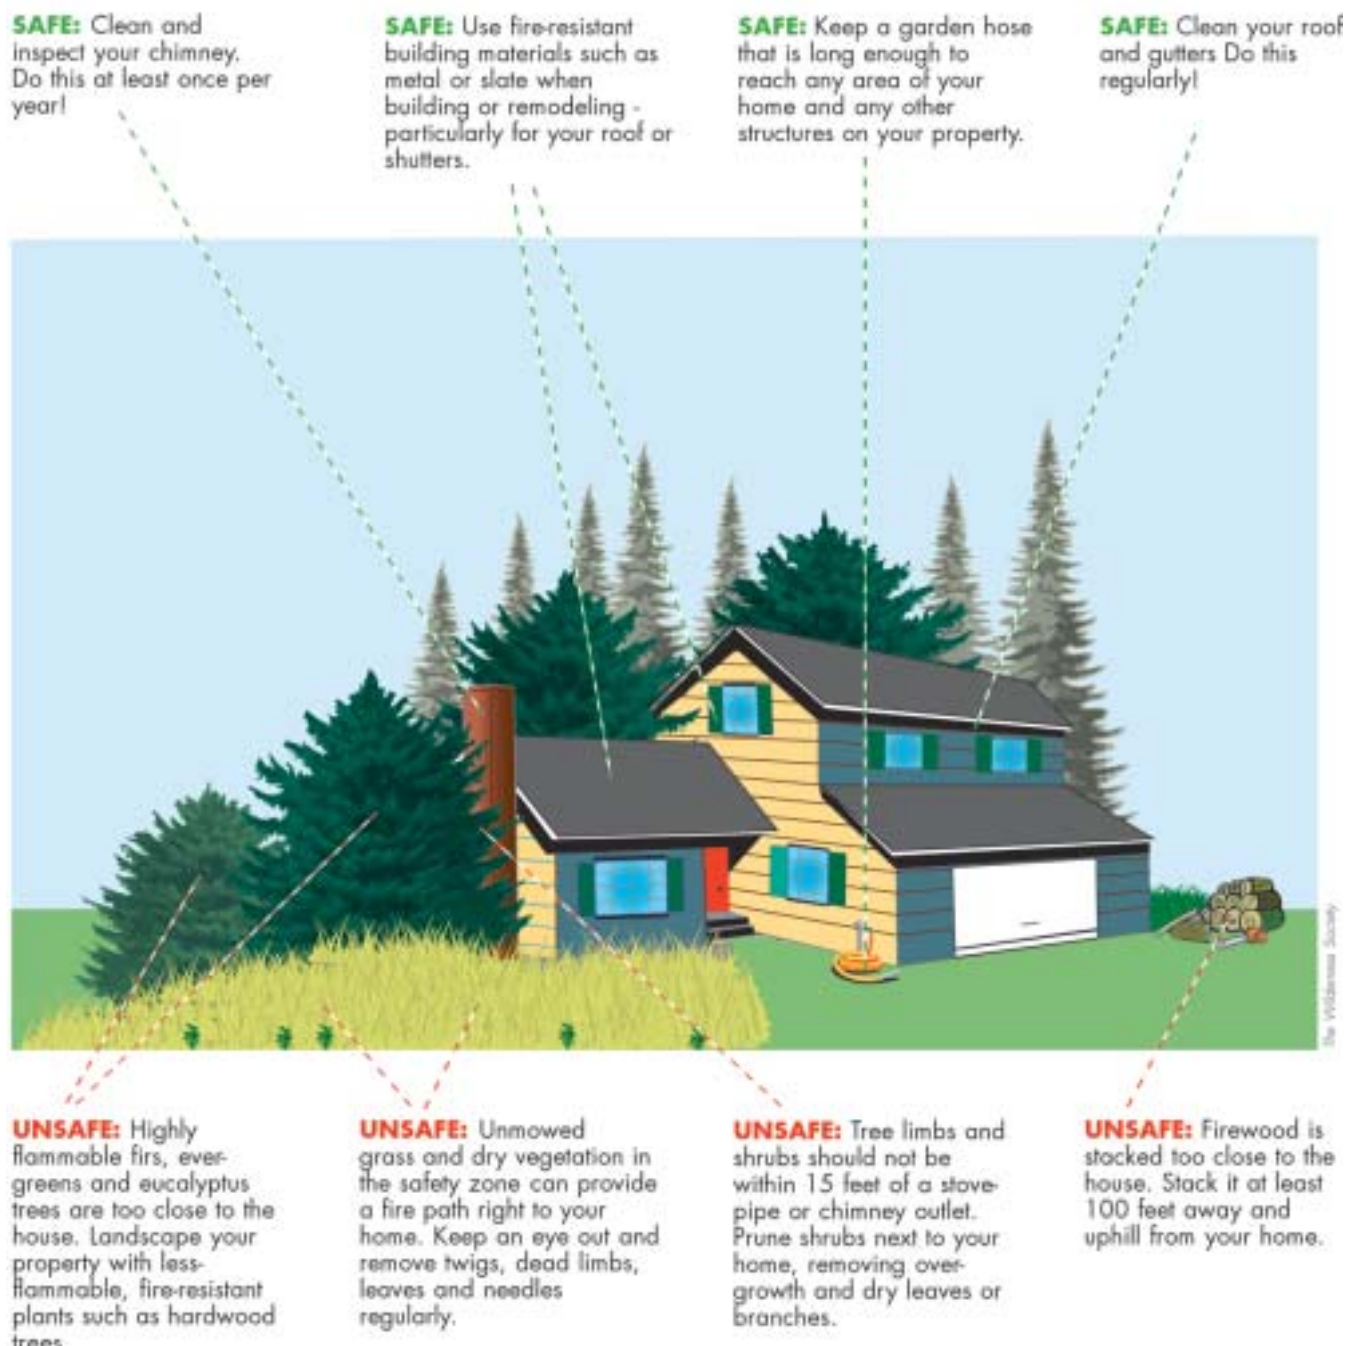 SAFE: Clean and
inspect your chimney.
Do this at least once per
year!
SAFE: Use fire-resistant
building materials such as
metal or slate when
building or remodeling -
particularly for your roof or
shutters.
SAFE: Keep a garden hose
that is long enough to
reach any area of your
home and any other
structures on your property.
SAFE: Clean your roof
and gutters Do this
regularly!
The Wilderness Society
UNSAFE: Highly
flammable firs, ever-
greens and eucalyptus
trees are too close to the
house. Landscape your
property with less-
flammable, fire-resistant
plants such as hardwood
trees
UNSAFE: Unmowed
grass and dry vegetation in
the safety zone can provide
a fire path right to your
home. Keep an eye out and
remove twigs, dead limbs,
leaves and needles
regularly.
UNSAFE: Tree limbs and
shrubs should not be
within 15 feet of a stove-
pipe or chimney outlet.
Prune shrubs next to your
home, removing over-
growth and dry leaves or
branches.
UNSAFE: Firewood is
stacked too close to the
house. Stack it at least
100 feet away and
uphill from your home.